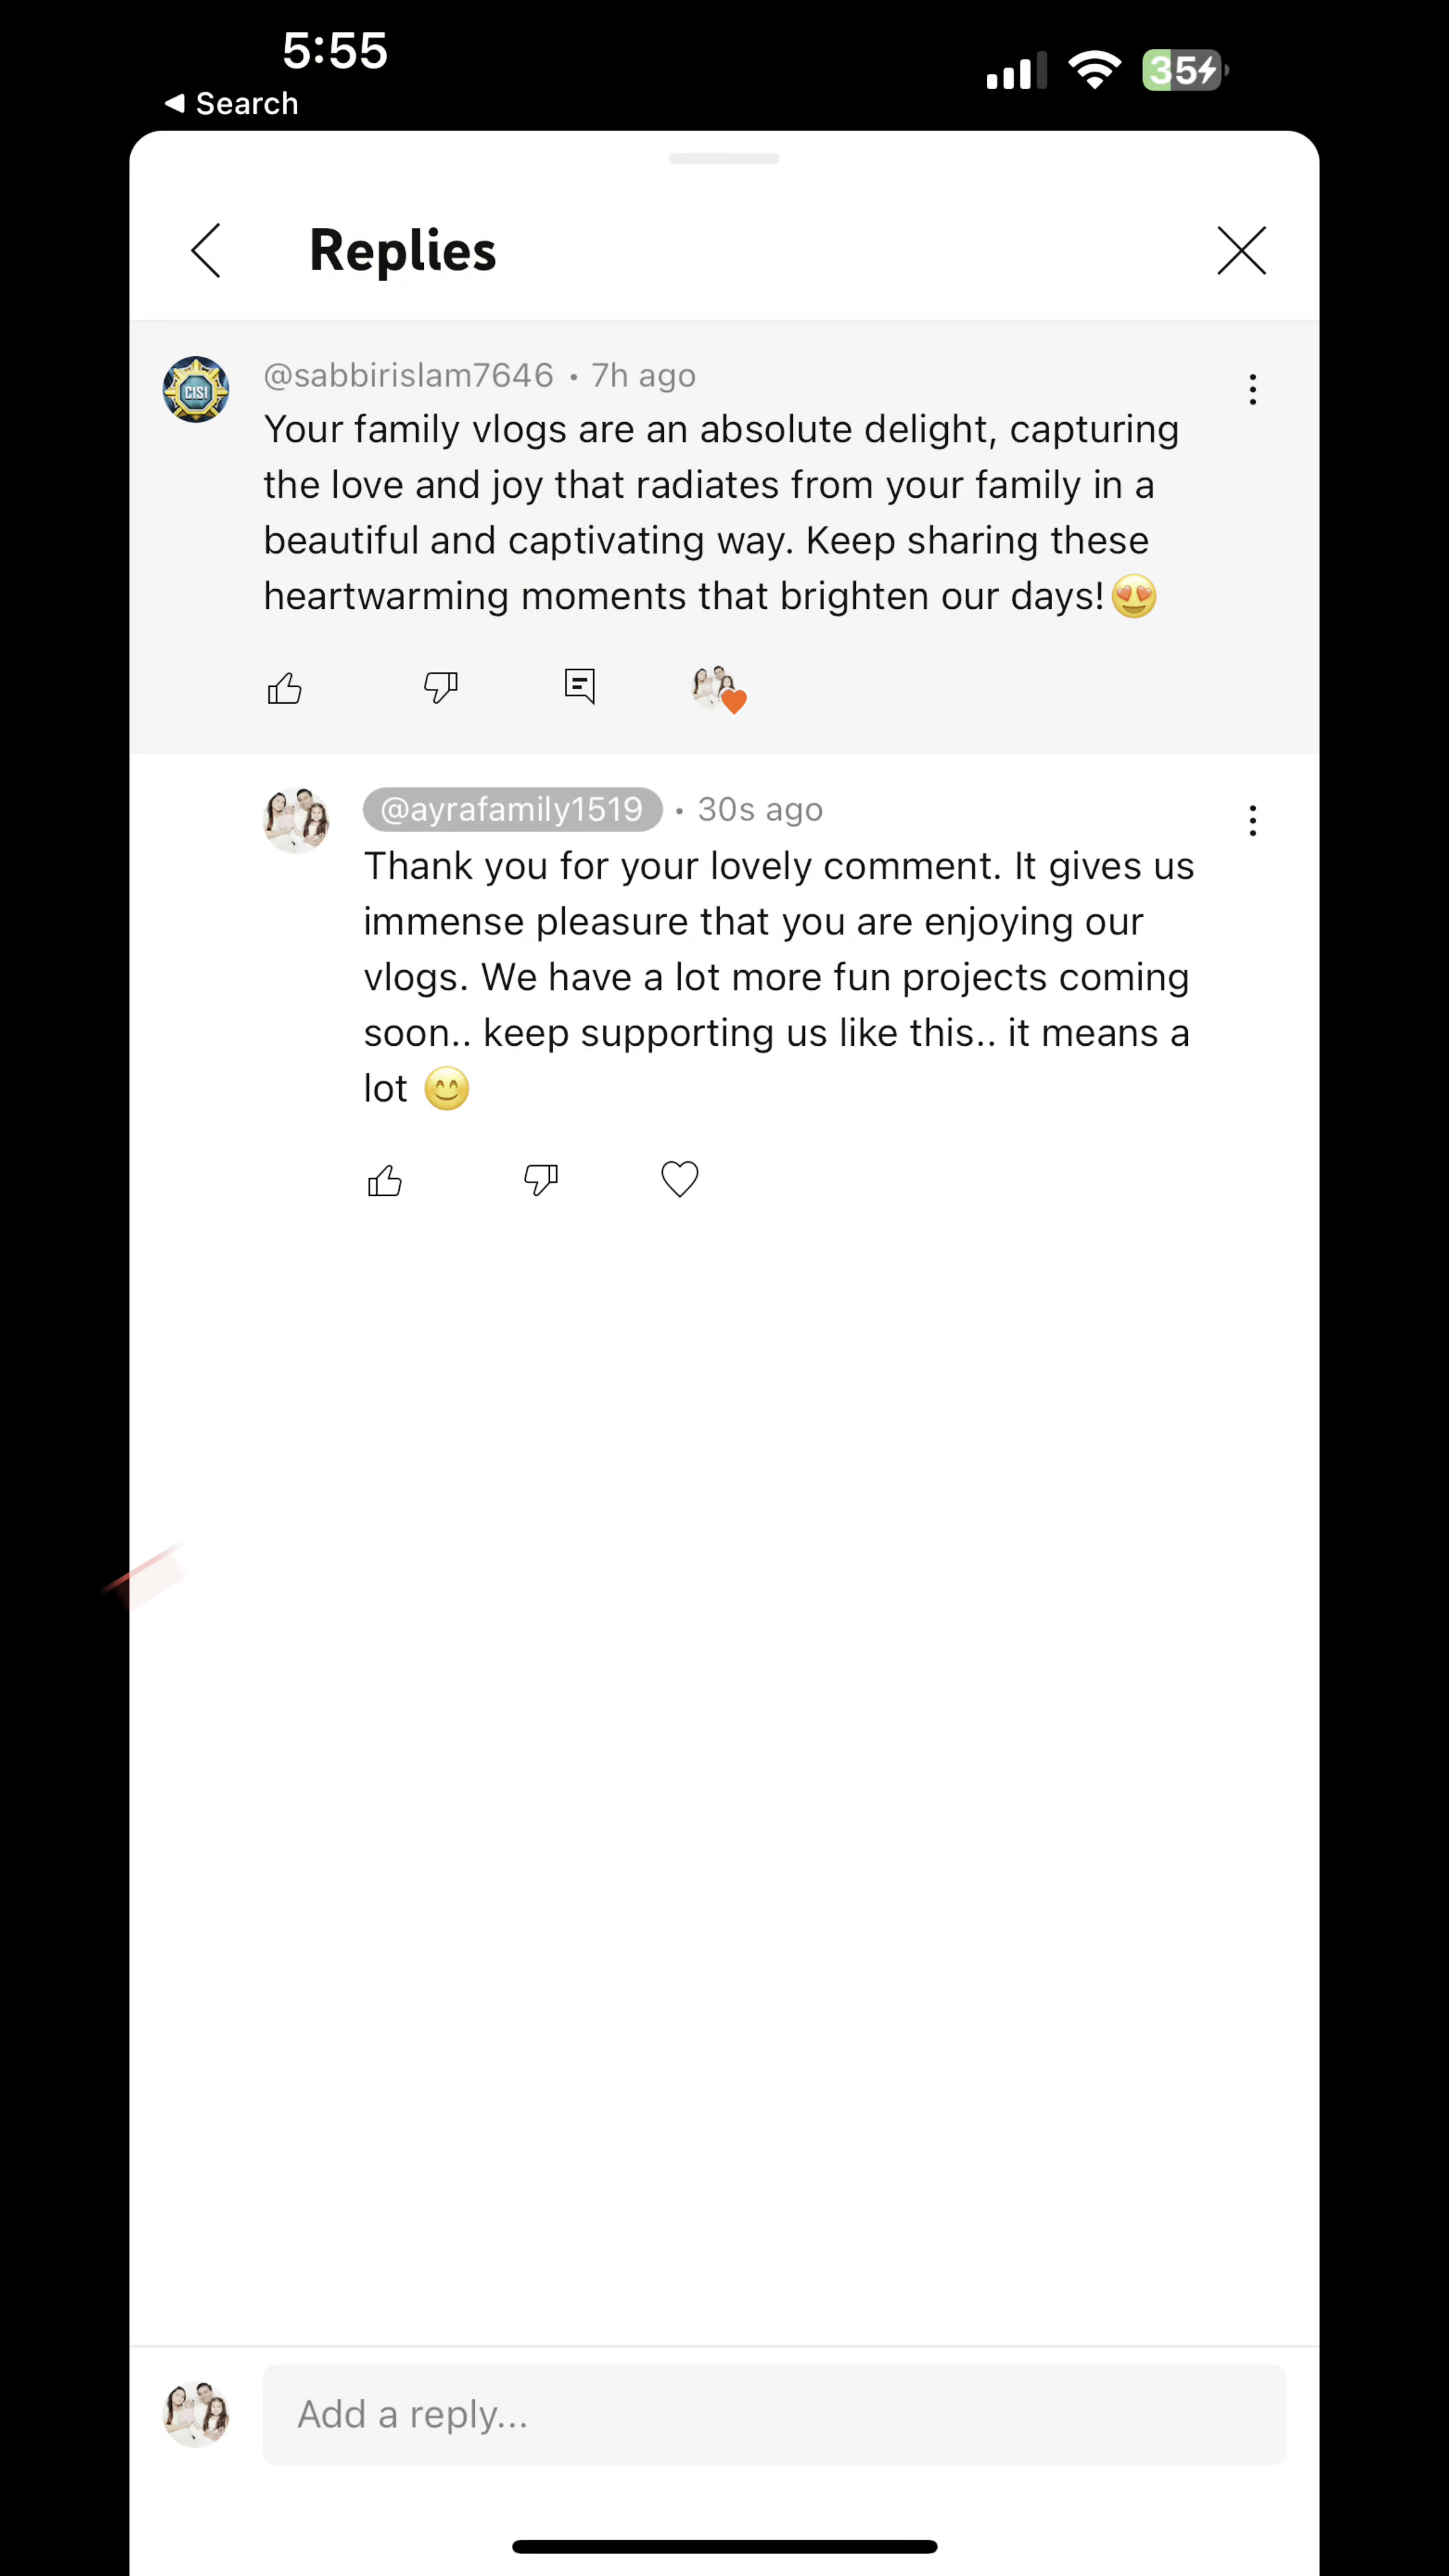 5:55
Search
35
Replies
@sabbirislam7646 • 7h ago
CISI
Your family vlogs are an absolute delight, capturing
the love and joy that radiates from your family in a
beautiful and captivating way. Keep sharing these
heartwarming moments that brighten our days!😍
@ayrafamily1519 • 30s ago
Thank you for your lovely comment. It gives us
immense pleasure that you are enjoying our
vlogs. We have a lot more fun projects coming
soon.. keep supporting us like this.. it means a
lot 😊
Add a reply...